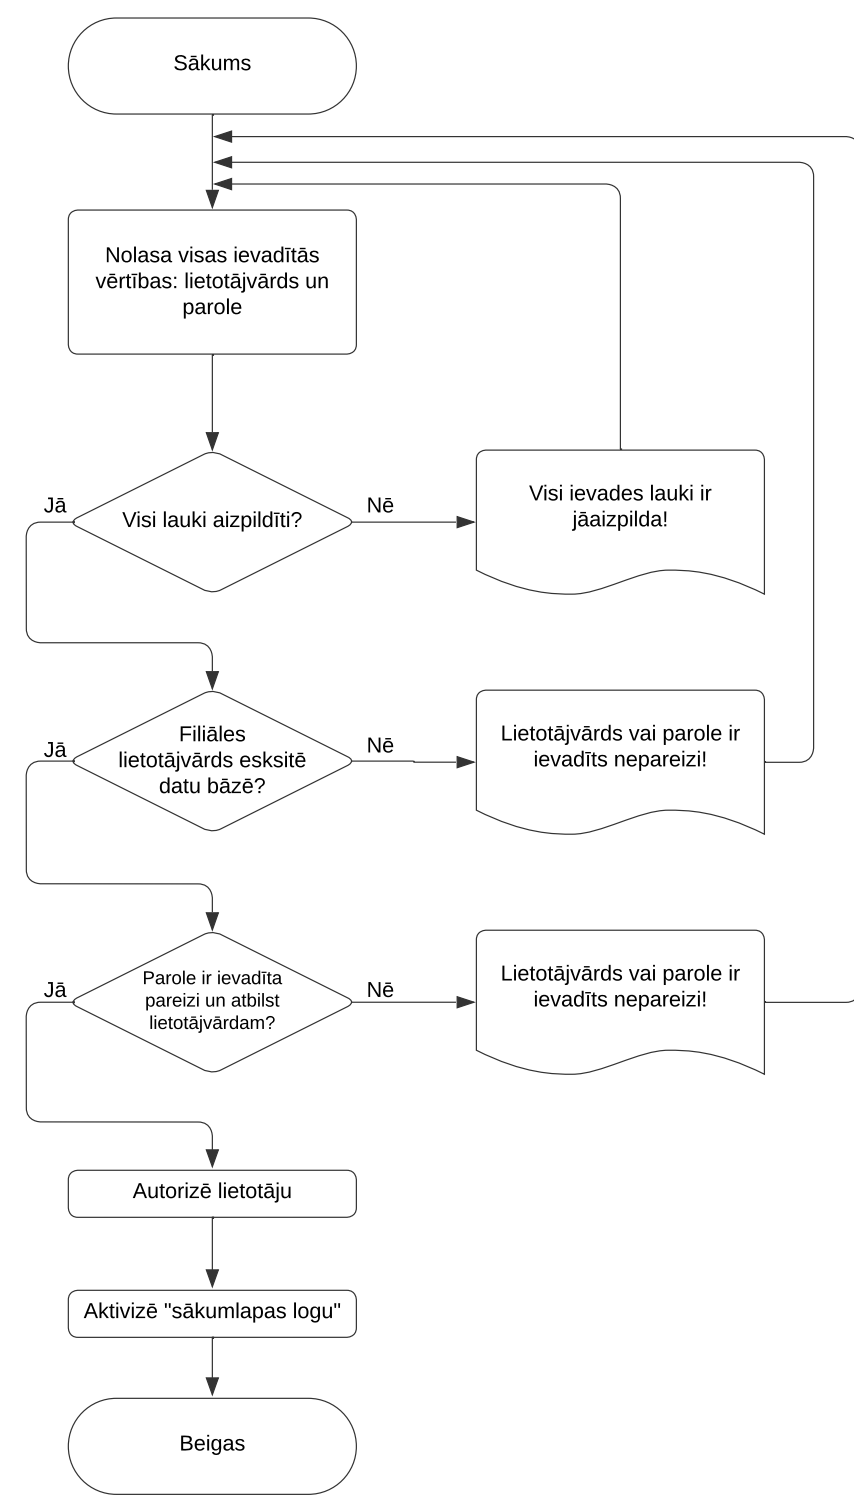 Sākums
Nolasa visas ievadītās
vērtības: lietotājvārds un
parole
Jā
Visi lauki aizpildīti?
Nē
Visi ievades lauki ir
jāaizpilda!
Jā
Filiāles
lietotājvārds esksitē
datu bāzē?
Nē
Lietotājvārds vai parole ir
ievadīts nepareizi!
Jā
Parole ir ievadīta
pareizi un atbilst
lietotājvārdam?
Nē
Lietotājvārds vai parole ir
ievadīts nepareizi!
Autorizē lietotāju
Aktivizē "sākumlapas logu"
Beigas